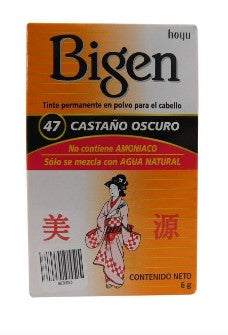 hoyu
Bigen
Tinte permanente en polvo para el cabello
47 CASTAÑO OSCURO
No contiene AMONIACO
Sólo se mezcla con AGUA NATURAL
美 源
CONTENIDO NETO
6 g